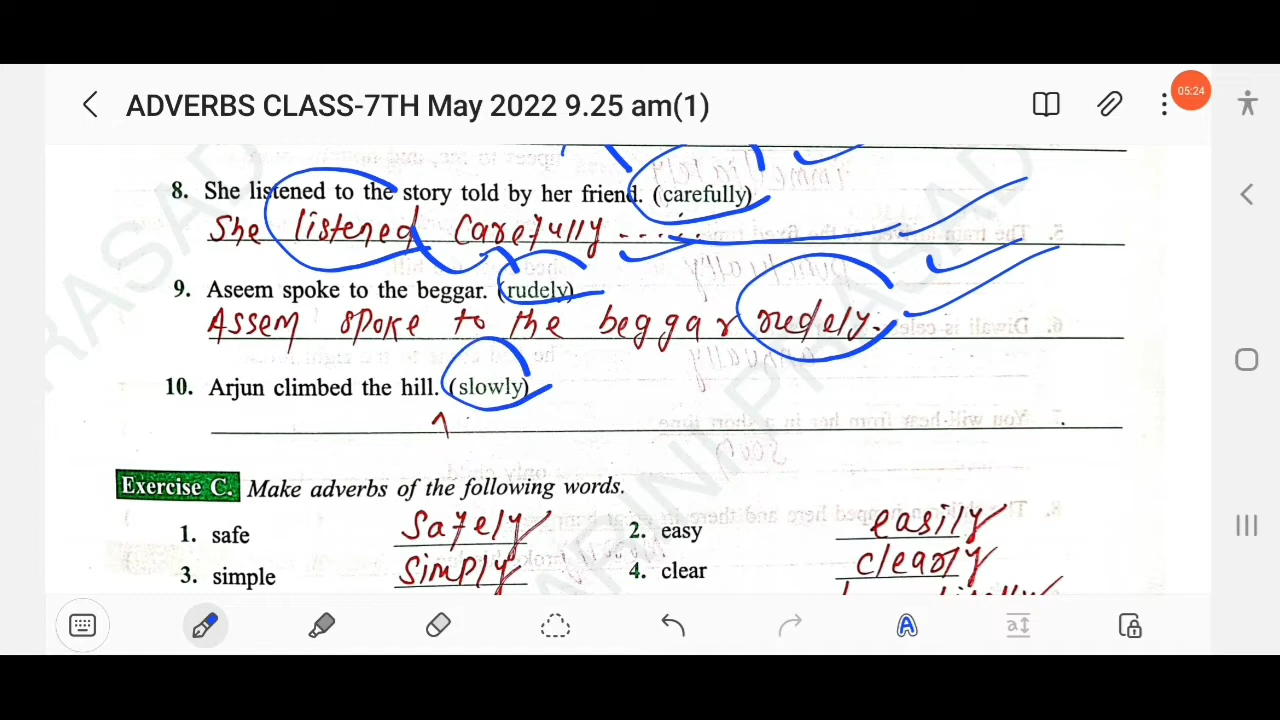 ADVERBS CLASS-7TH May 2022 9.25 am(1)
05:24
8. She listened to the story told by her friend. (carefully)
She listened carefully ......
9. Aseem spoke to the beggar. (rudely)
Assem spoke to the beggar rudely.
10. Arjun climbed the hill. (slowly)
Exercise C. Make adverbs of the following words.
1. safe safely 2. easy easily
3. simple simply 4. clear clearly
PRASAD
ARINI PRASAD